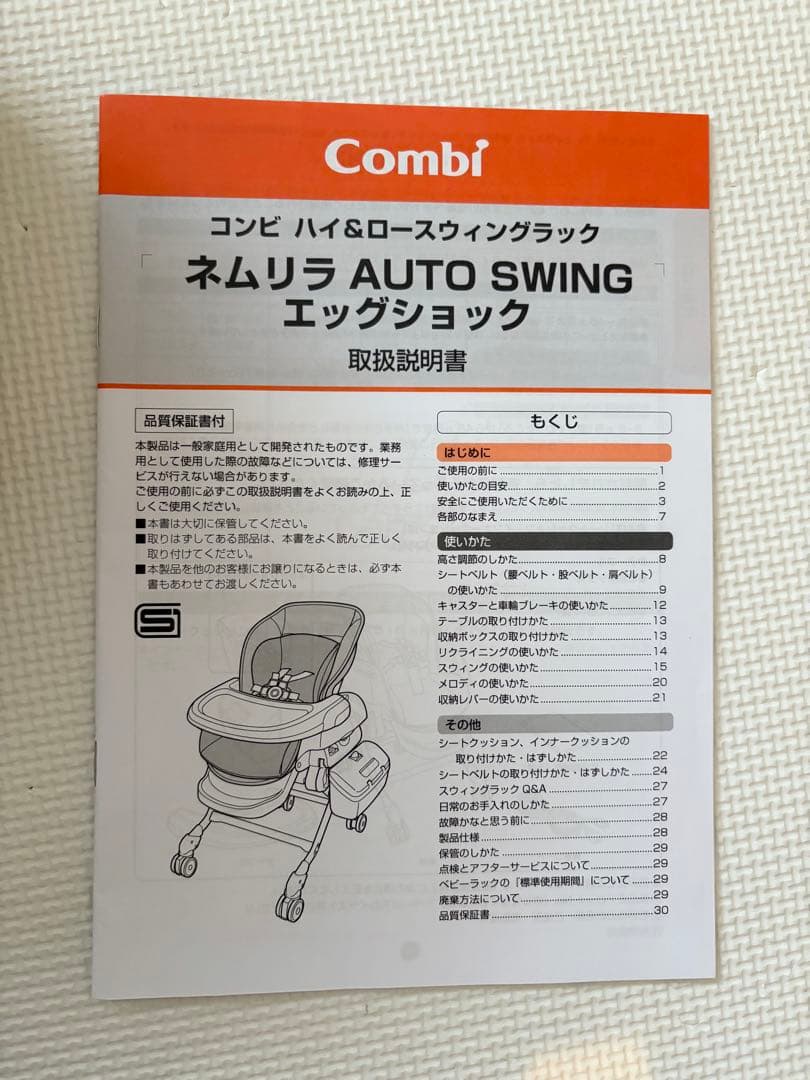 Combi
コンビ ハイ&ロースウィングラック
ネムリラ AUTO SWING
エッグショック
取扱説明書
品質保証書付
本製品は一般家庭用として開発されたものです。業務
用として使用した際の故障などについては、修理サー
ビスが行えない場合があります。
ご使用の前に必ずこの取扱説明書をよくお読みの上、正
しくご使用ください。
■本書は大切に保管してください。
■取りはずしてある部品は、本書をよく読んで正しく
取り付けてください。
■本製品を他のお客様にお譲りになるときは、必ず本
書もあわせてお渡しください。
もくじ
はじめに
ご使用の前に 1
使いかたの目安 2
安全にご使用いただくために 3
各部のなまえ 7
使いかた
高さ調節のしかた 8
シートベルト（腰ベルト・股ベルト・肩ベルト）
の使いかた 9
キャスターと車輪ブレーキの使いかた 12
テーブルの取り付けかた 13
収納ボックスの取り付けかた 13
リクライニングの使いかた 14
スウィングの使いかた 15
メロディの使いかた 20
収納レバーの使いかた 21
その他
シートクッション、インナークッションの
取り付けかた・はずしかた 22
シートベルトの取り付けかた・はずしかた 24
スウィングラック Q&A 27
日常のお手入れのしかた 27
故障かなと思う前に 28
製品仕様 28
保管のしかた 29
点検とアフターサービスについて 29
ベビーラックの『標準使用期間』について 29
廃棄方法について 29
品質保証書 30